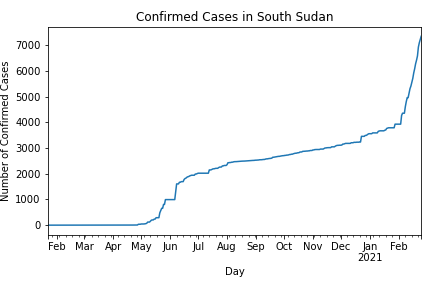 Confirmed Cases in South Sudan
Number of Confirmed Cases
7000
6000
5000
4000
3000
2000
1000
0
Feb Mar Apr May Jun Jul Aug Sep Oct Nov Dec Jan Feb
2021
Day